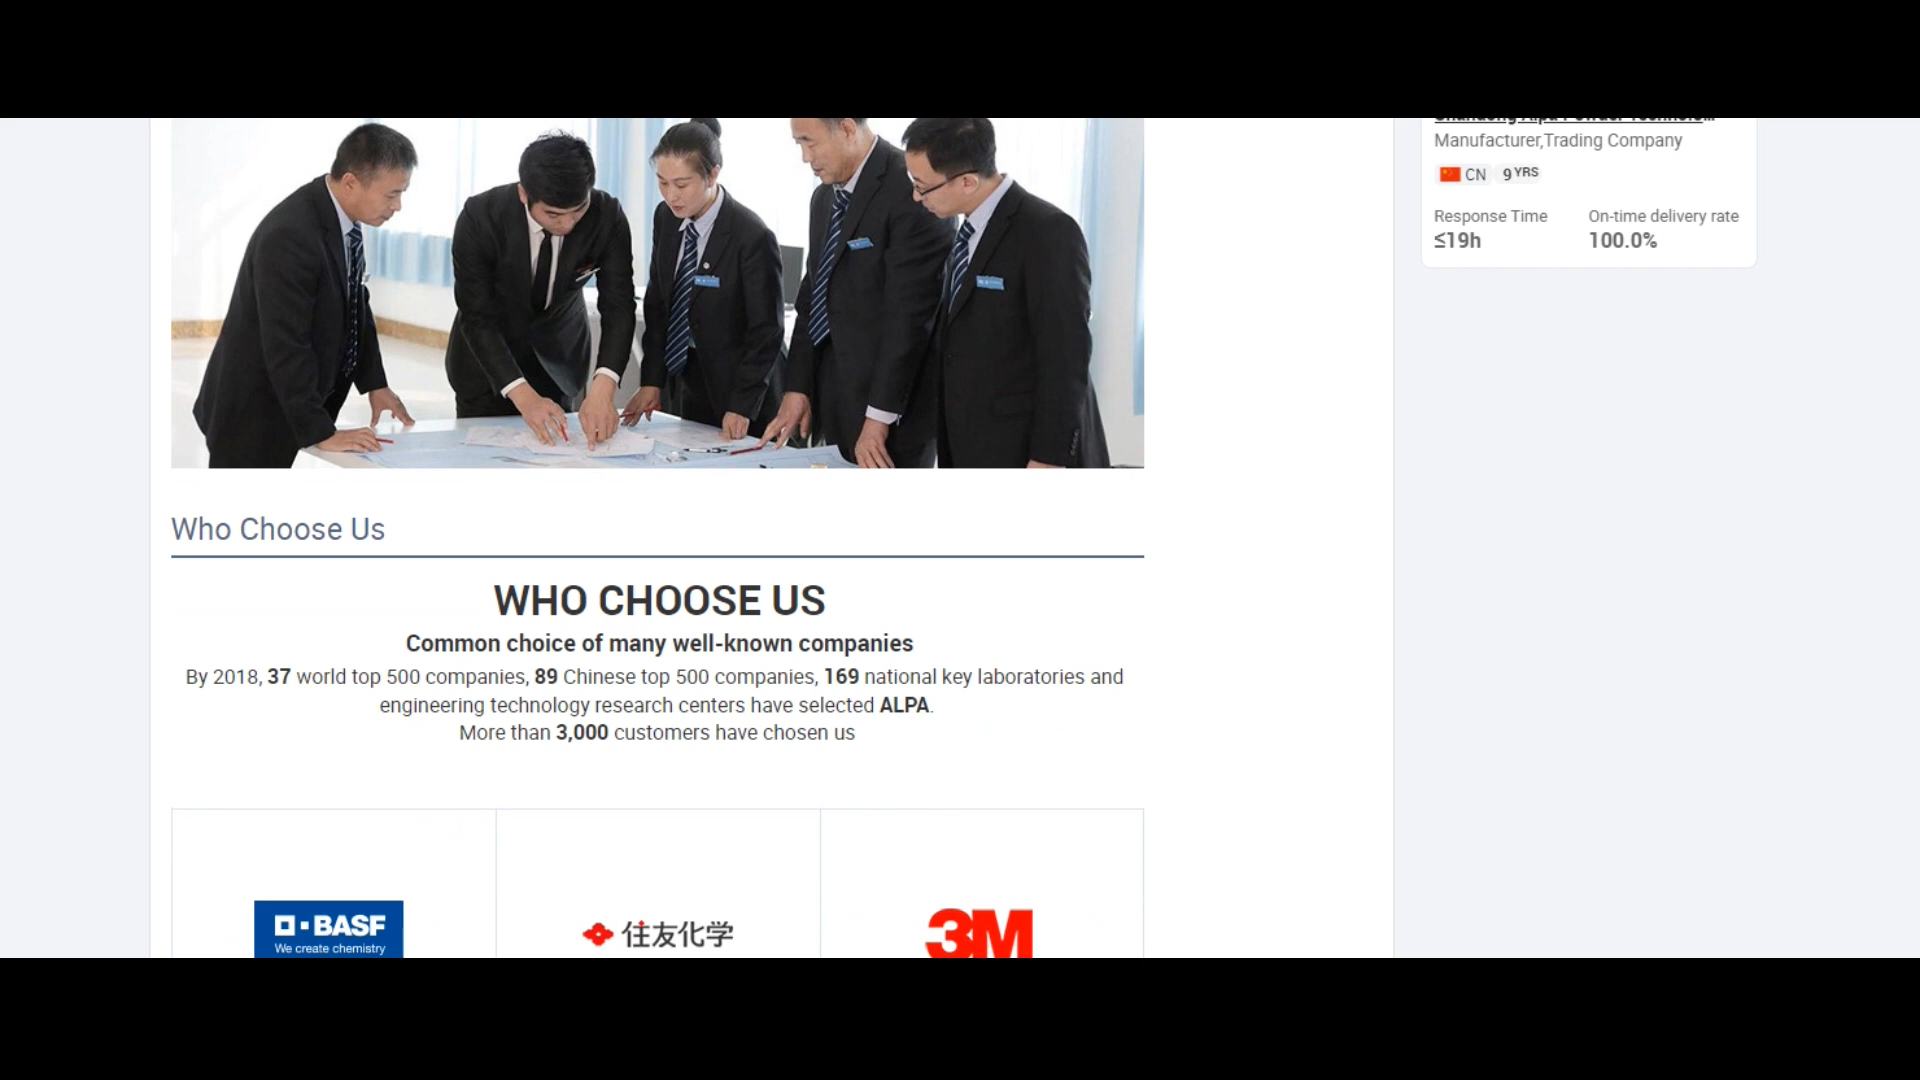 Manufacturer,Trading Company
CN 9 YRS
Response Time On-time delivery rate
≤19h 100.0%
Who Choose Us
WHO CHOOSE US
Common choice of many well-known companies
By 2018, 37 world top 500 companies, 89 Chinese top 500 companies, 169 national key laboratories and
engineering technology research centers have selected ALPA.
More than 3,000 customers have chosen us
BASF
We create chemistry
住友化学
3M